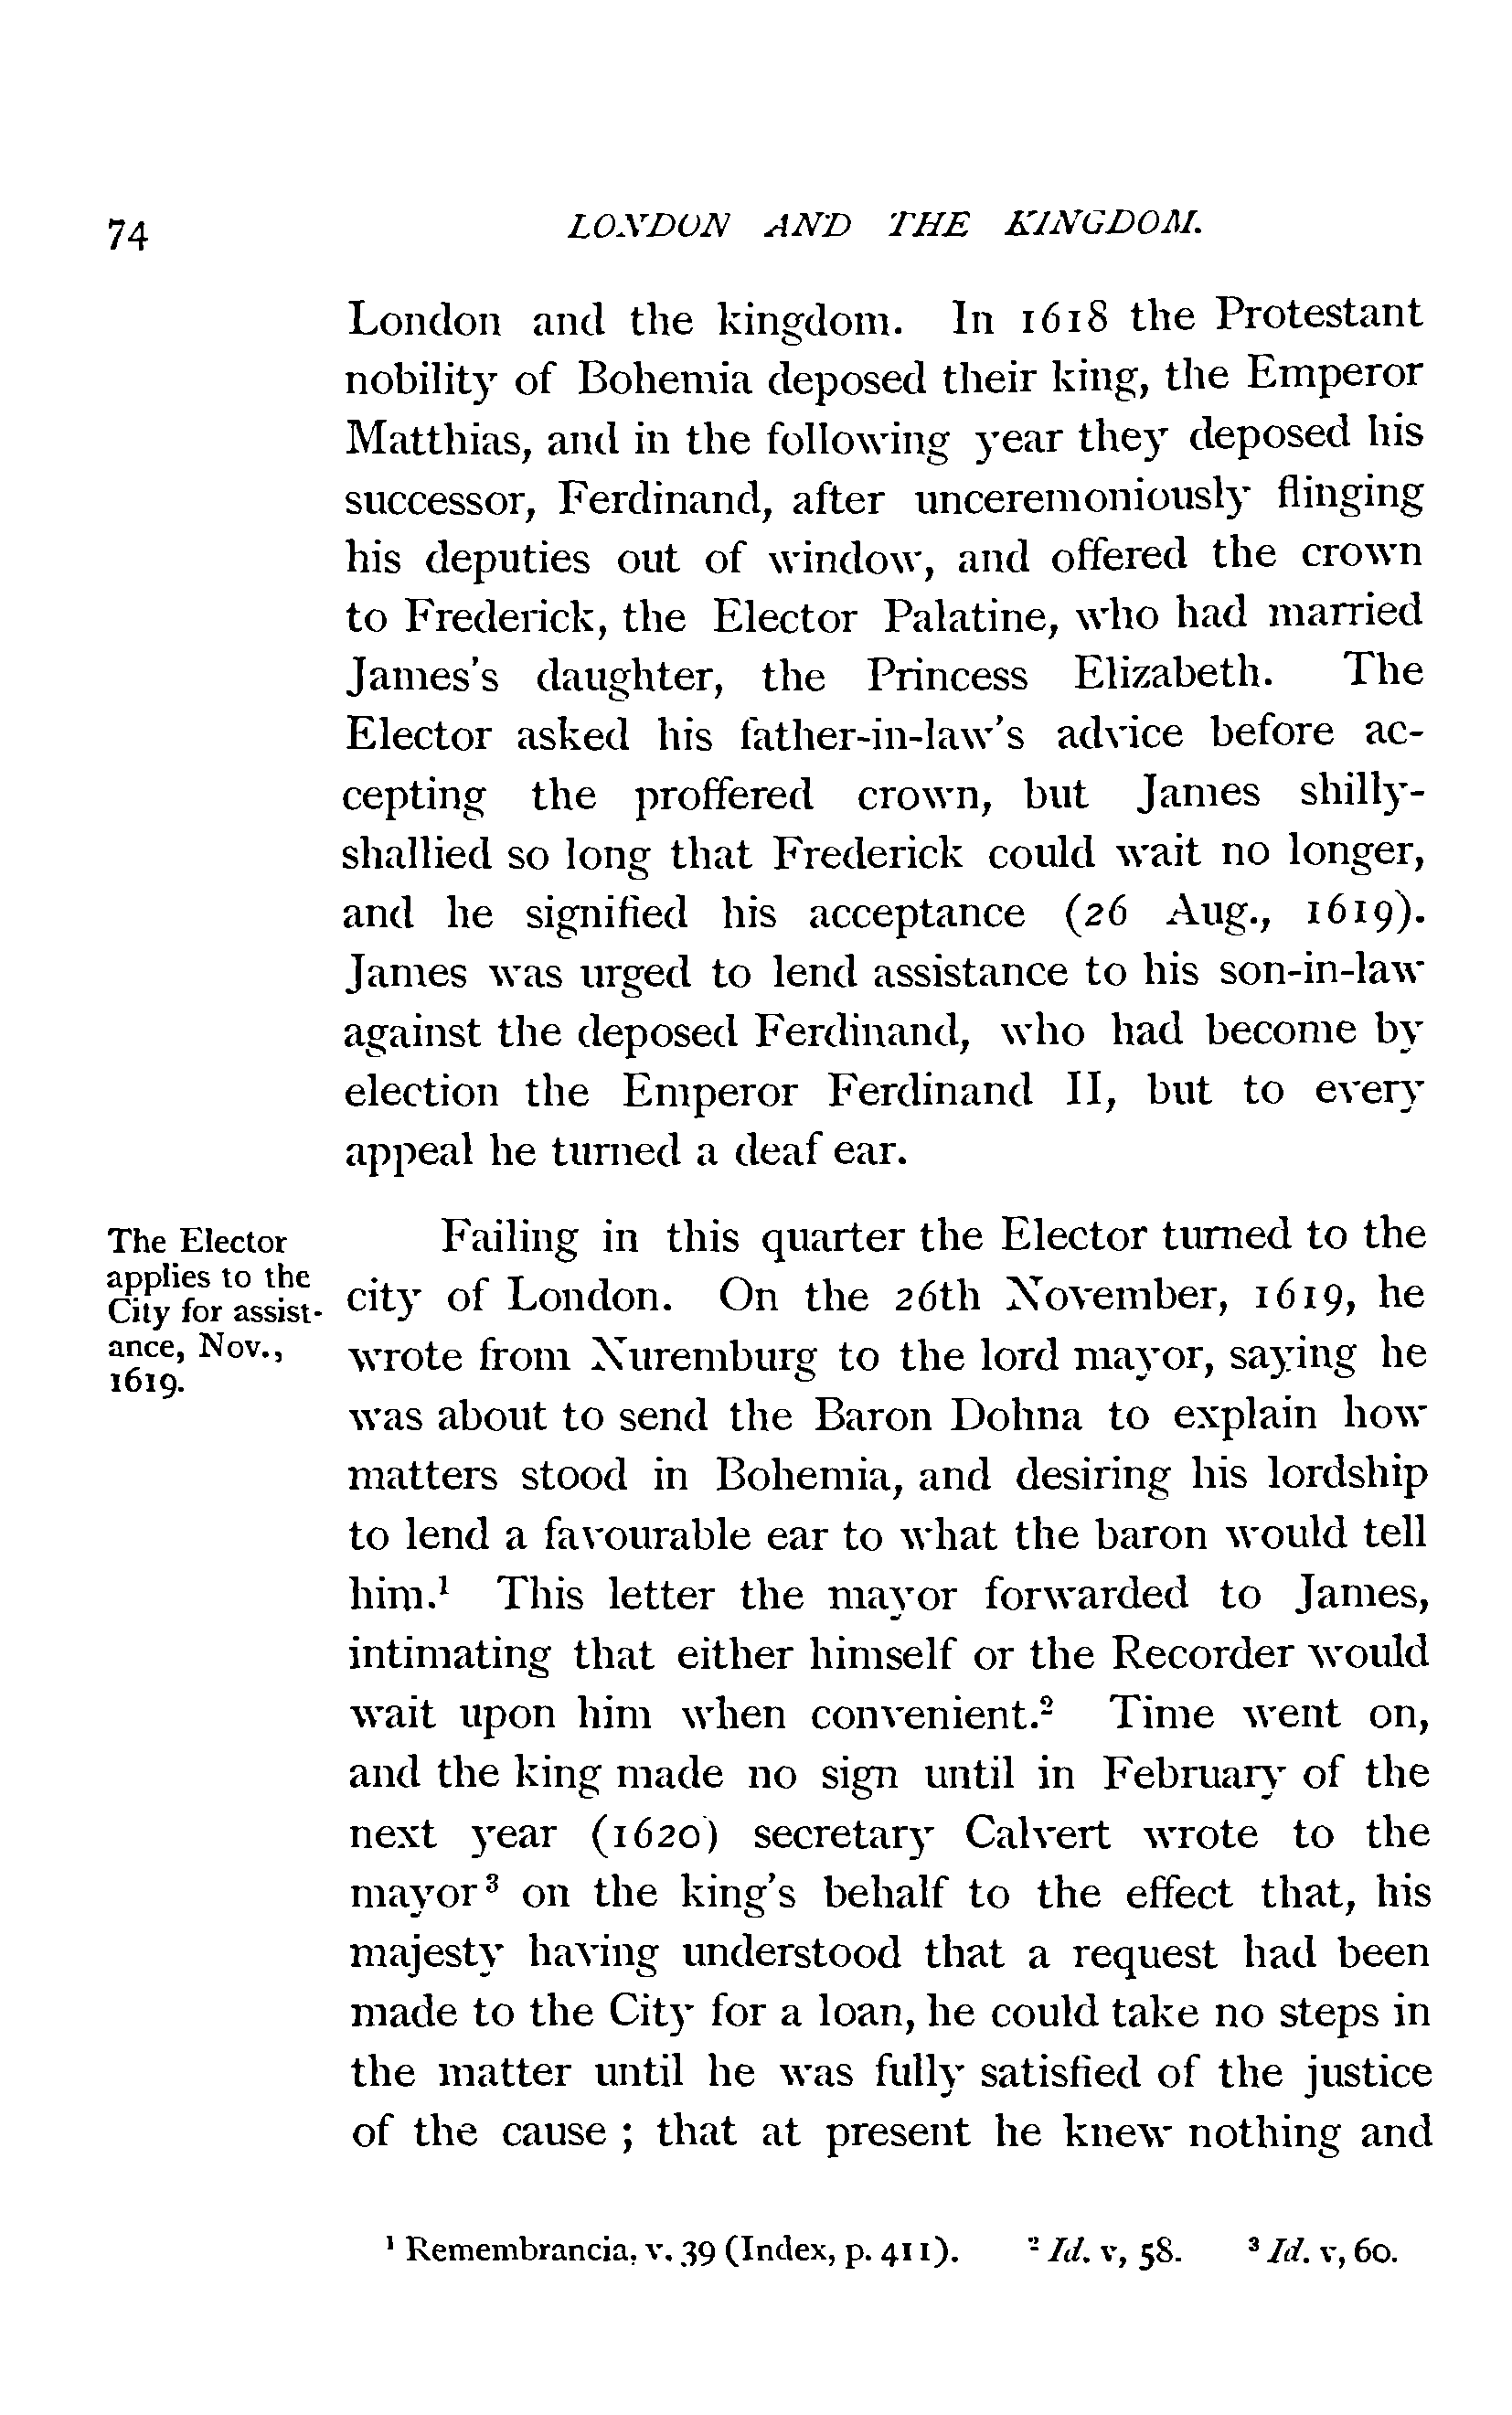 74 LONDON AND THE KINGDOM.
London and the kingdom. In 1618 the Protestant
nobility of Bohemia deposed their king, the Emperor
Matthias, and in the following year they deposed his
successor, Ferdinand, after unceremoniously flinging
his deputies out of window, and offered the crown
to Frederick, the Elector Palatine, who had married
James's daughter, the Princess Elizabeth. The
Elector asked his father-in-law's advice before ac-
cepting the proffered crown, but James shilly-
shallied so long that Frederick could wait no longer,
and he signified his acceptance (26 Aug., 1619).
James was urged to lend assistance to his son-in-law
against the deposed Ferdinand, who had become by
election the Emperor Ferdinand II, but to every
appeal he turned a deaf ear.
The Elector
applies to the
City for assist-
ance, Nov.,
1619.
Failing in this quarter the Elector turned to the
city of London. On the 26th November, 1619, he
wrote from Nuremburg to the lord mayor, saying he
was about to send the Baron Dohna to explain how
matters stood in Bohemia, and desiring his lordship
to lend a favourable ear to what the baron would tell
him.¹ This letter the mayor forwarded to James,
intimating that either himself or the Recorder would
wait upon him when convenient.² Time went on,
and the king made no sign until in February of the
next year (1620) secretary Calvert wrote to the
mayor³ on the king's behalf to the effect that, his
majesty having understood that a request had been
made to the City for a loan, he could take no steps in
the matter until he was fully satisfied of the justice
of the cause ; that at present he knew nothing and
¹ Remembrancia, v. 39 (Index, p. 411). ² Id. v, 58. ³ Id. v, 60.